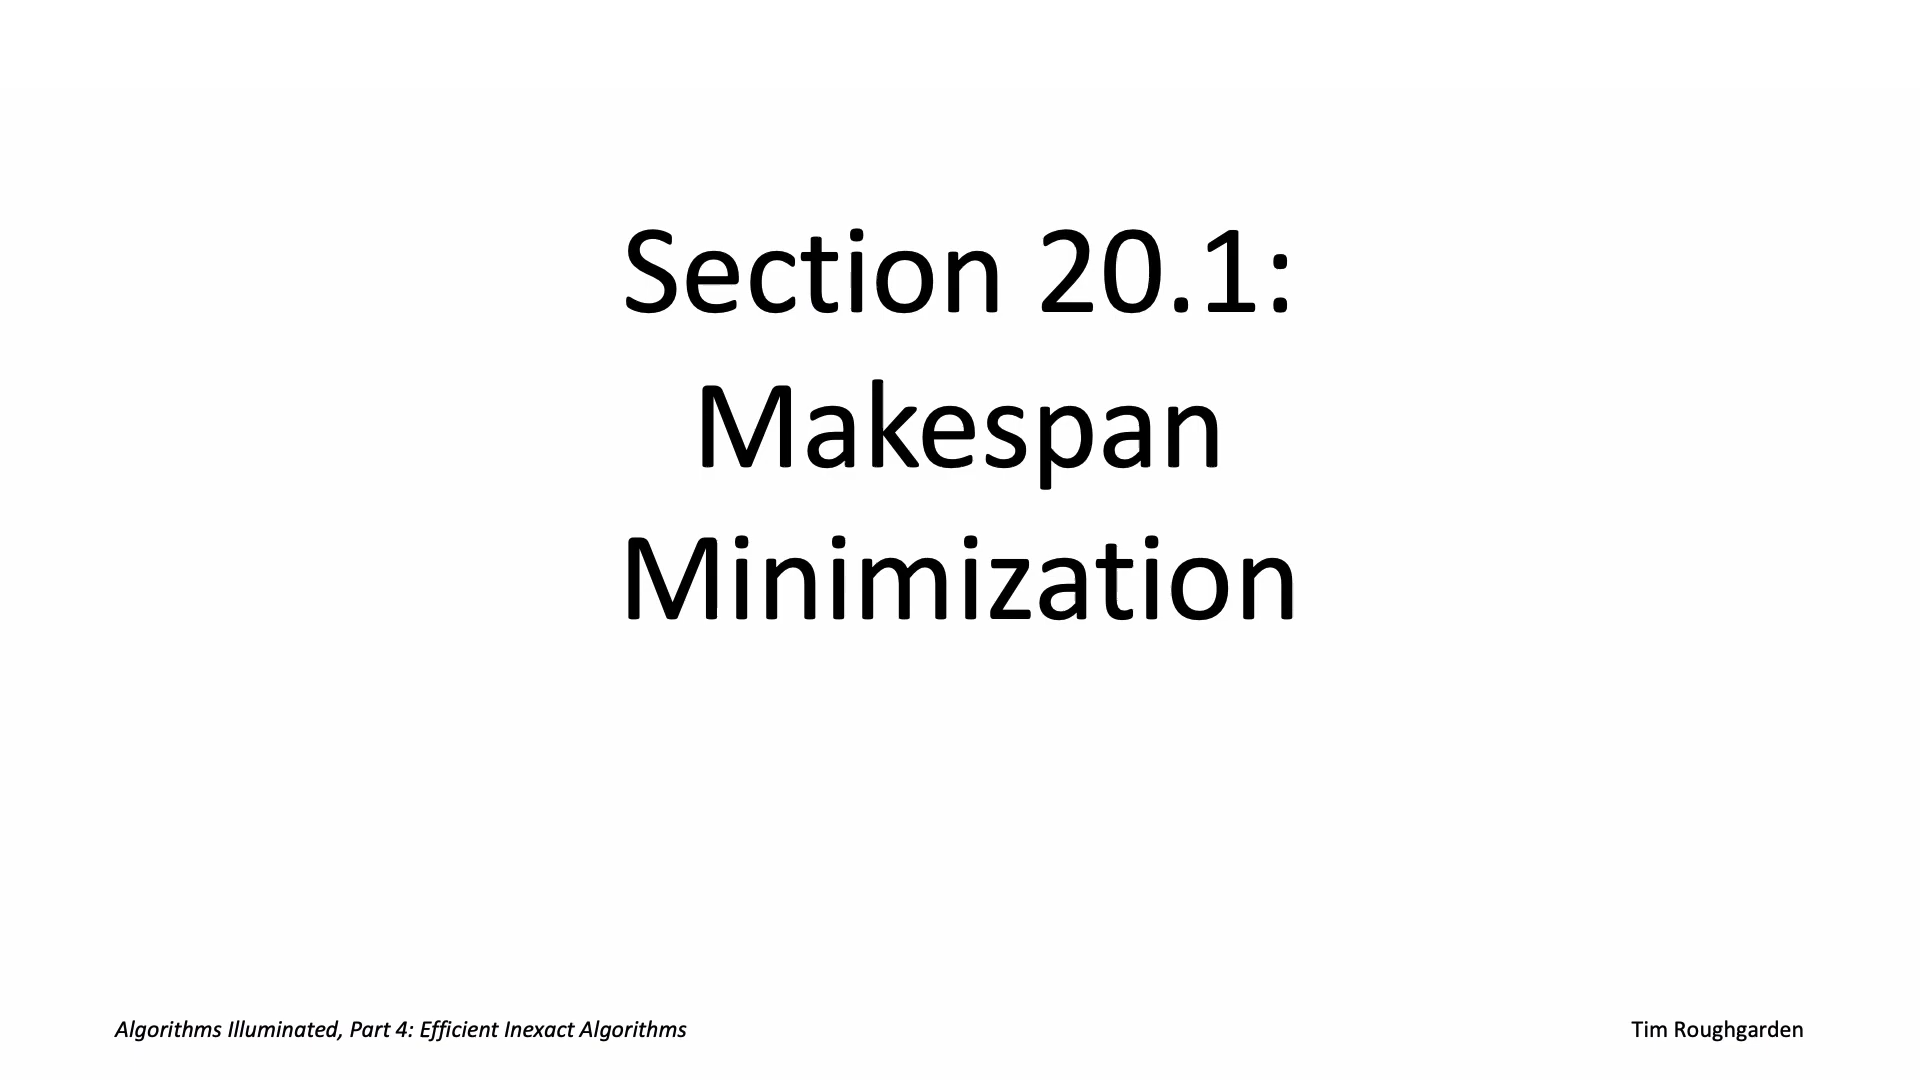 Section 20.1:
Makespan
Minimization
Algorithms Illuminated, Part 4: Efficient Inexact Algorithms
Tim Roughgarden